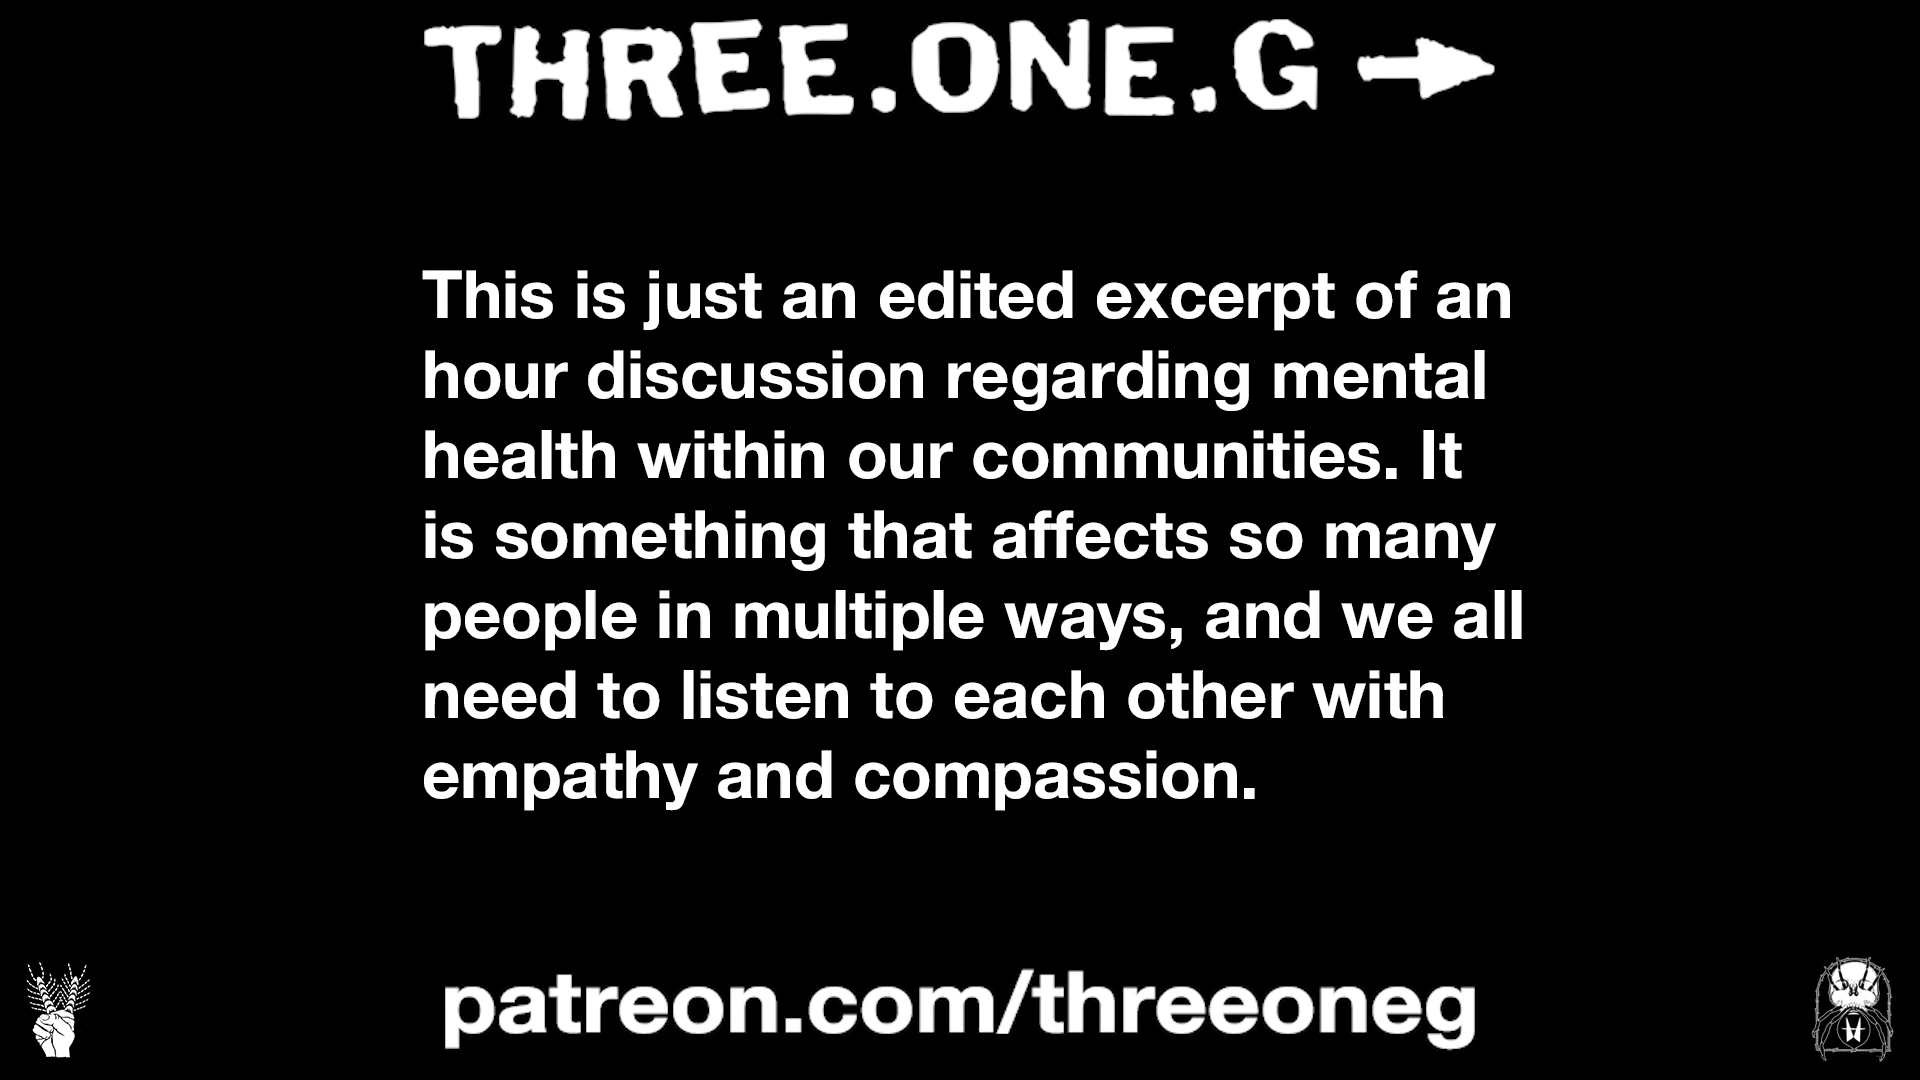 THREE.ONE.G
This is just an edited excerpt of an
hour discussion regarding mental
health within our communities. It
is something that affects so many
people in multiple ways, and we all
need to listen to each other with
empathy and compassion.
patreon.com/threeoneg